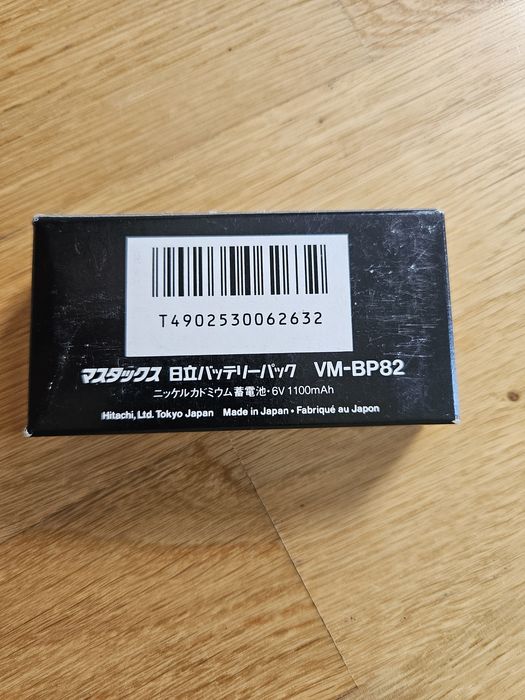 T4902530062632
マスタックス 日立バッテリーパック VM-BP82
ニッケルカドミウム蓄電池・6V 1100mAh
Hitachi, Ltd. Tokyo Japan Made in Japan • Fabriqué au Japon